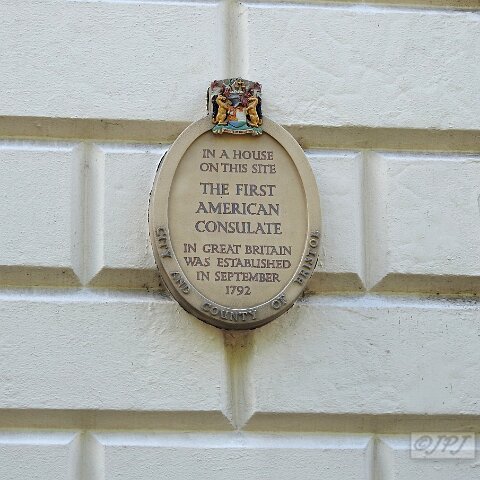 IN A HOUSE
ON THIS SITE
THE FIRST
AMERICAN
CONSULATE
IN GREAT BRITAIN
WAS ESTABLISHED
IN SEPTEMBER
1792
CITY AND COUNTY OF BRISTOL
©JPJ